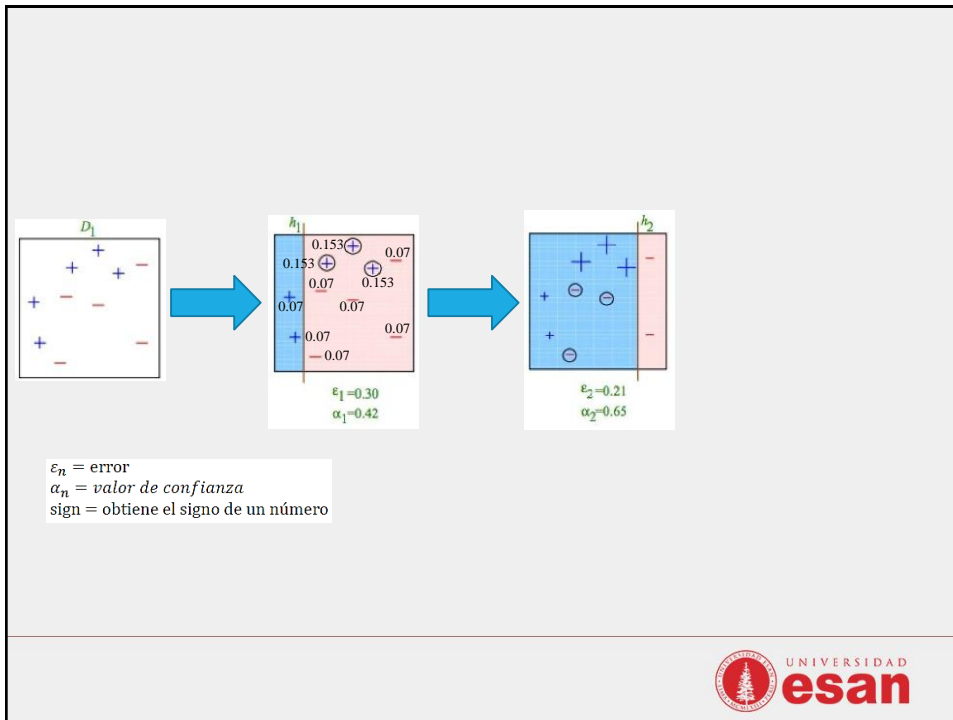 D1
h1
0.153
0.07
0.153
0.153
0.07
0.07
0.07
0.07
0.07
0.07
ε1=0.30
α1=0.42
h2
ε2=0.21
α2=0.65
εn = error
αn = valor de confianza
sign = obtiene el signo de un número
UNIVERSIDAD
esan